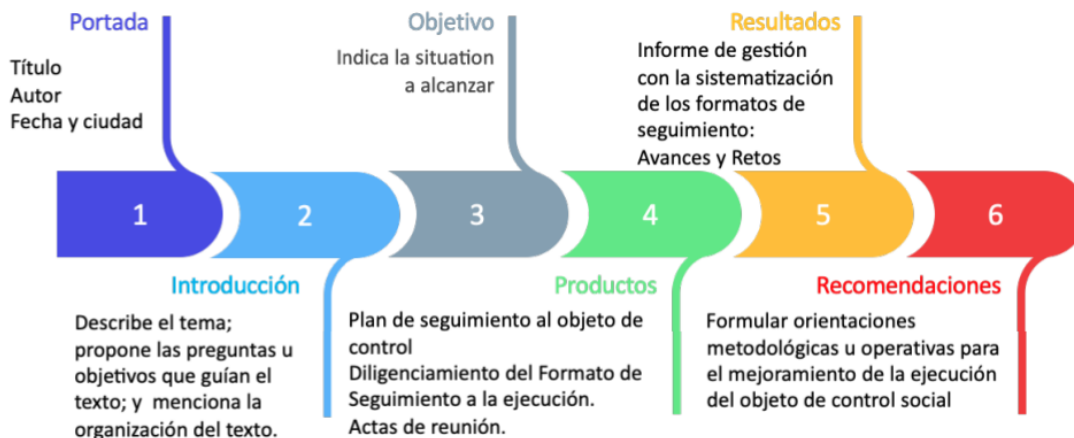 Portada
Título
Autor
Fecha y ciudad
Objetivo
Indica la situation
a alcanzar
Resultados
Informe de gestión
con la sistematización
de los formatos de
seguimiento:
Avances y Retos
1
2
3
4
5
6
Introducción
Describe el tema;
propone las preguntas u
objetivos que guían el
texto; y menciona la
organización del texto.
Productos
Plan de seguimiento al objeto de
control
Diligenciamiento del Formato de
Seguimiento a la ejecución.
Actas de reunión.
Recomendaciones
Formular orientaciones
metodológicas u operativas para
el mejoramiento de la ejecución
del objeto de control social